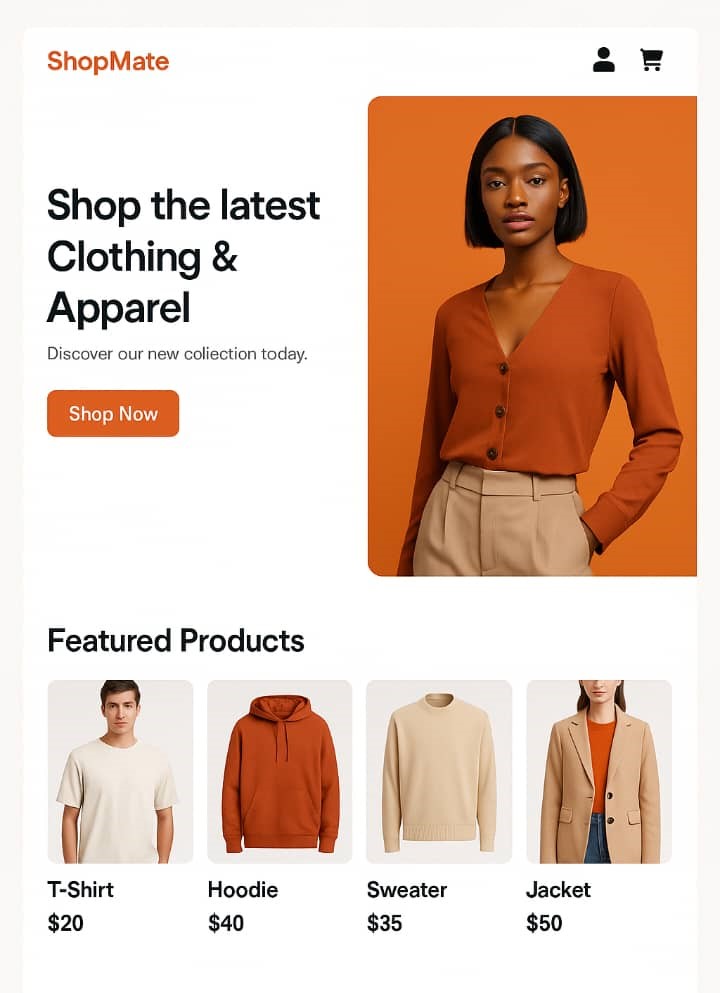 ShopMate
Shop the latest
Clothing &
Apparel
Discover our new coliection today.
Shop Now
Featured Products
T-Shirt
$20
Hoodie
$40
Sweater
$35
Jacket
$50